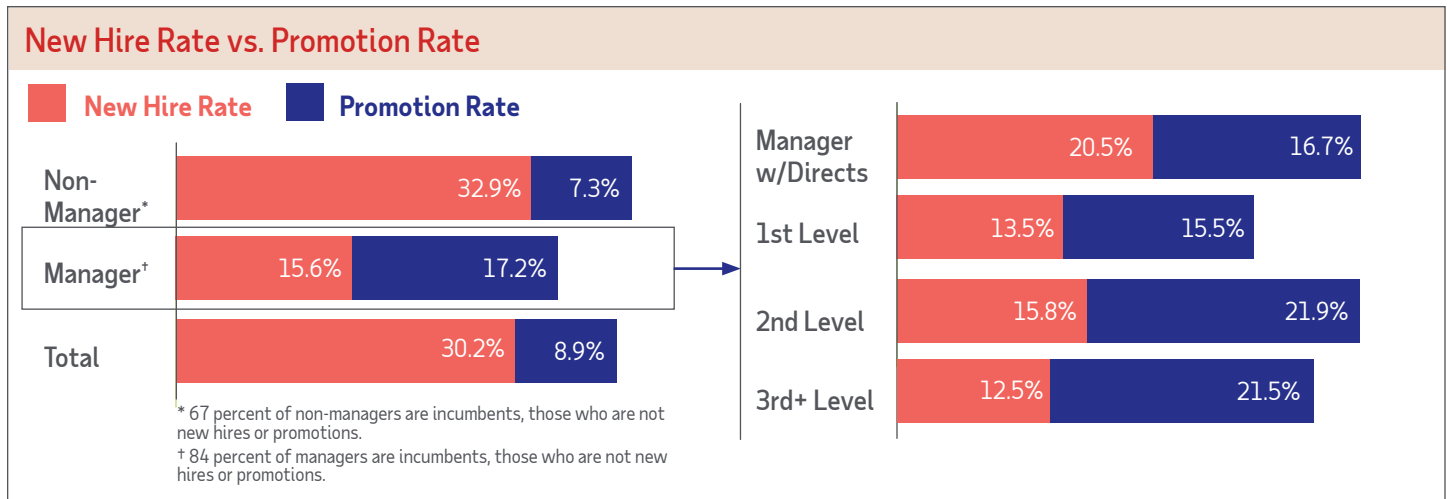 New Hire Rate vs. Promotion Rate
New Hire Rate
Promotion Rate
Non-
Manager*
32.9%
7.3%
Manager†
15.6%
17.2%
Total
30.2%
8.9%
* 67 percent of non-managers are incumbents, those who are not
new hires or promotions.
† 84 percent of managers are incumbents, those who are not new
hires or promotions.
Manager
w/Directs
20.5%
16.7%
1st Level
13.5%
15.5%
2nd Level
15.8%
21.9%
3rd+ Level
12.5%
21.5%